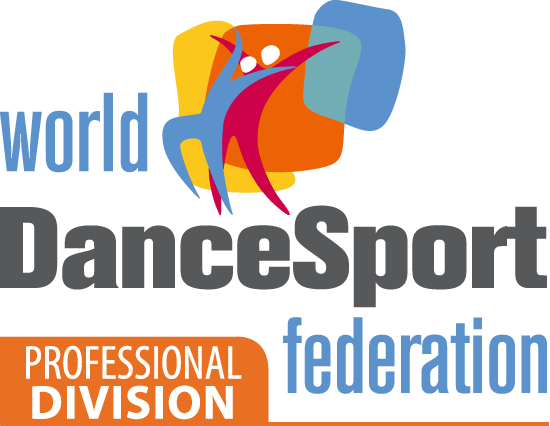 world
DanceSport
federation
PROFESSIONAL
DIVISION